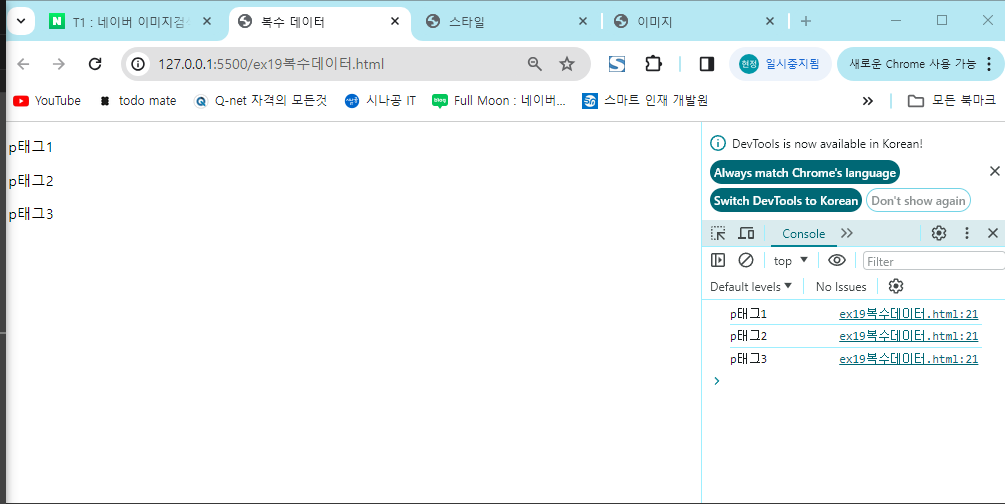 T1 : 네이버 이미지검색
복수 데이터
스타일
이미지
127.0.0.1:5500/ex19복수데이터.html
현정
일시중지됨
새로운 Chrome 사용 가능
YouTube
todo mate
Q-net 자격의 모든것
시나공 IT
blog
Full Moon : 네이버...
스마트 인재 개발원
모든 북마크
p태그1
p태그2
p태그3
DevTools is now available in Korean!
Always match Chrome's language
Switch DevTools to Korean
Don't show again
Console
top
Filter
Default levels
No Issues
p태그1 ex19복수데이터.html:21
p태그2 ex19복수데이터.html:21
p태그3 ex19복수데이터.html:21